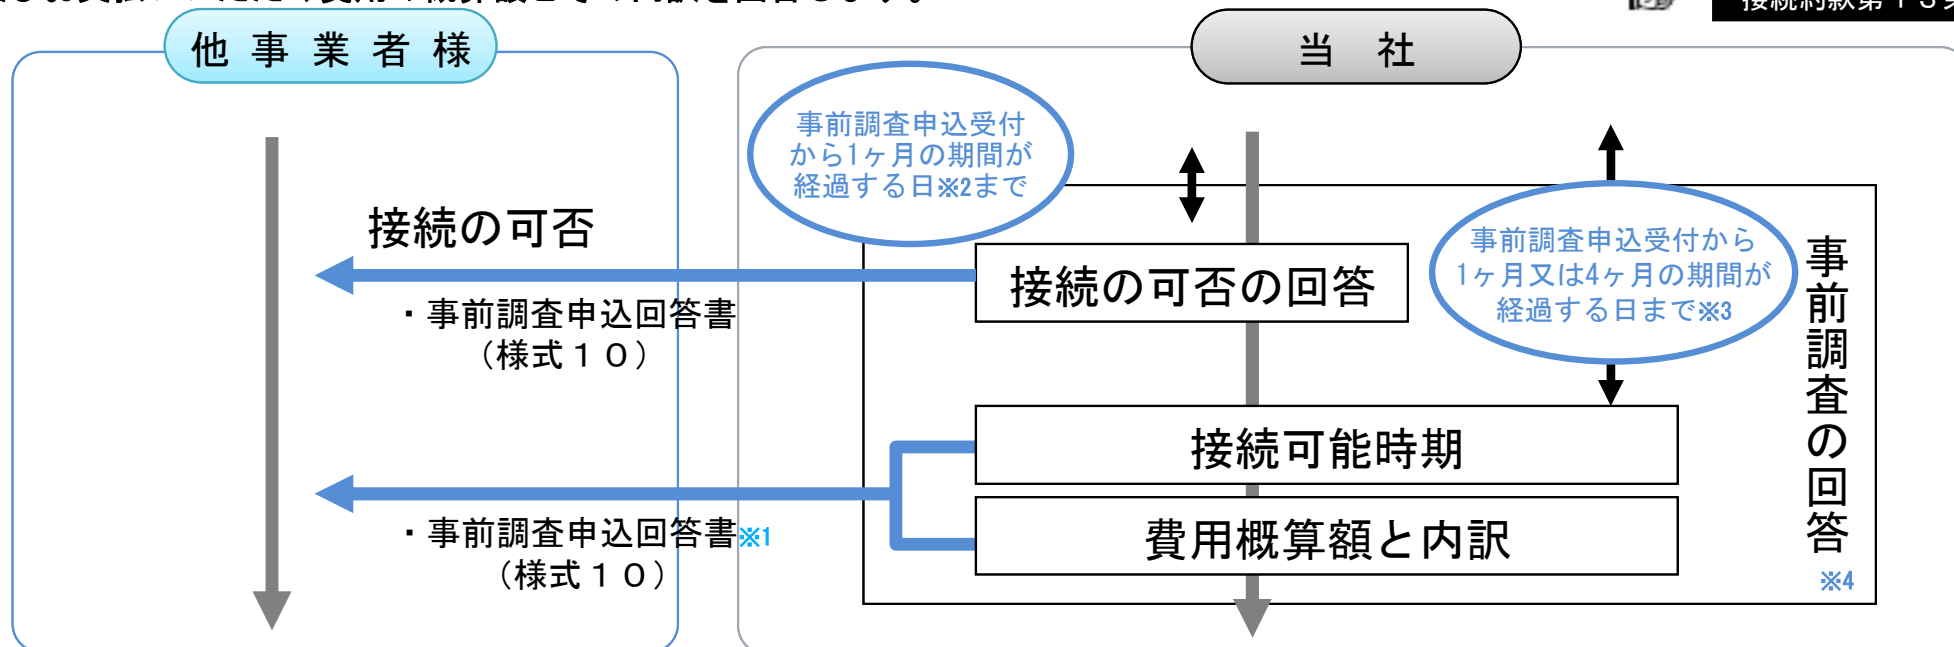 他事業者様
当社
事前調査申込受付
から1ヶ月の期間が
経過する日※2まで
接続の可否
・事前調査申込回答書
（様式１０）
接続の可否の回答
事前調査申込受付から
1ヶ月又は4ヶ月の期間が
経過する日まで※3
事前調査の回答
※4
接続可能時期
費用概算額と内訳
・事前調査申込回答書※1
（様式１０）